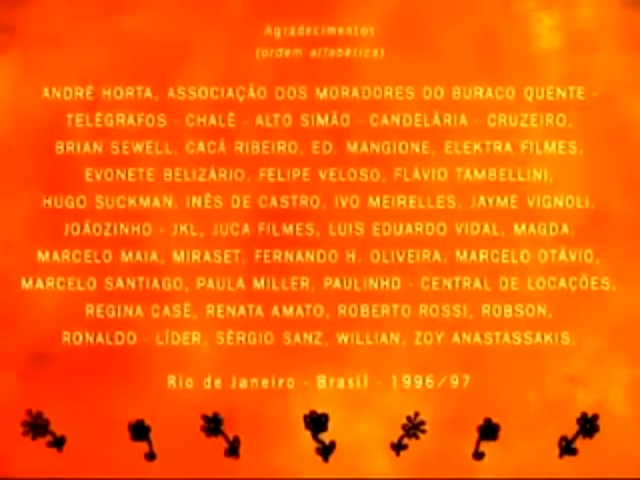 Agradecimentos
(ordem alfabética)
ANDRÉ HORTA, ASSOCIAÇÃO DOS MORADORES DO BURACO QUENTE -
TELÉGRAFOS - CHALÉ - ALTO SIMÃO - CANDELÁRIA - CRUZEIRO,
BRIAN SEWELL, CACÁ RIBEIRO, ED. MANGIONE, ELEKTRA FILMES,
EVONETE BELIZÁRIO, FELIPE VELOSO, FLÁVIO TAMBELLINI,
HUGO SUCKMAN, INÊS DE CASTRO, IVO MEIRELLES, JAYME VIGNOLI,
JOÃOZINHO - JKL, JUCA FILMES, LUIS EDUARDO VIDAL, MAGDA,
MARCELO MAIA, MIRASET, FERNANDO H. OLIVEIRA, MARCELO OTÁVIO,
MARCELO SANTIAGO, PAULA MILLER, PAULINHO - CENTRAL DE LOCAÇÕES,
REGINA CASÉ, RENATA AMATO, ROBERTO ROSSI, ROBSON,
RONALDO - LÍDER, SÉRGIO SANZ, WILLIAN, ZOY ANASTASSAKIS.
Rio de Janeiro - Brasil - 1996/97